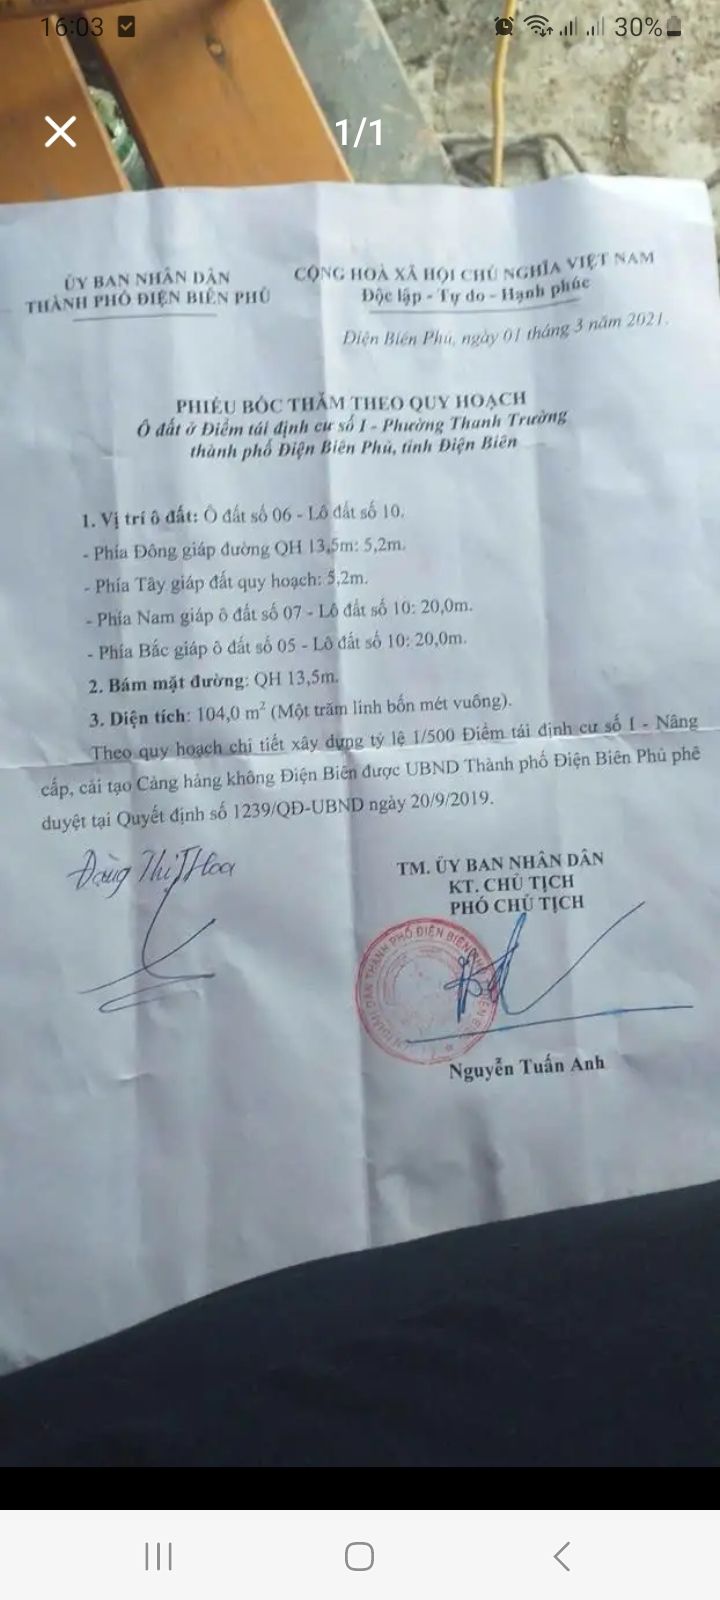 16:03
30%
1/1
ỦY BAN NHÂN DÂN
THÀNH PHỐ ĐIỆN BIÊN PHỦ
CỘNG HOÀ XÃ HỘI CHỦ NGHĨA VIỆT NAM
Độc lập - Tự do - Hạnh phúc
Điện Biên Phủ, ngày 01 tháng 3 năm 2021.
PHIẾU BỐC THĂM THEO QUY HOẠCH
Ô đất ở Điểm tái định cư số I - Phường Thanh Trường
thành phố Điện Biên Phủ, tỉnh Điện Biên
1. Vị trí ô đất: Ô đất số 06 - Lô đất số 10.
- Phía Đông giáp đường QH 13,5m: 5,2m.
- Phía Tây giáp đất quy hoạch: 5,2m.
- Phía Nam giáp ô đất số 07 - Lô đất số 10: 20,0m.
- Phía Bắc giáp ô đất số 05 - Lô đất số 10: 20,0m.
2. Bám mặt đường: QH 13,5m.
3. Diện tích: 104,0 m² (Một trăm linh bốn mét vuông).
Theo quy hoạch chi tiết xây dựng tỷ lệ 1/500 Điểm tái định cư số I - Nâng
cấp, cải tạo Cảng hàng không Điện Biên được UBND Thành phố Điện Biên Phủ phê
duyệt tại Quyết định số 1239/QĐ-UBND ngày 20/9/2019.
TM. ỦY BAN NHÂN DÂN
KT. CHỦ TỊCH
PHÓ CHỦ TỊCH
Thị Hoa
DÂN THÀNH PHỐ ĐIỆN BIÊN
Nguyễn Tuấn Anh